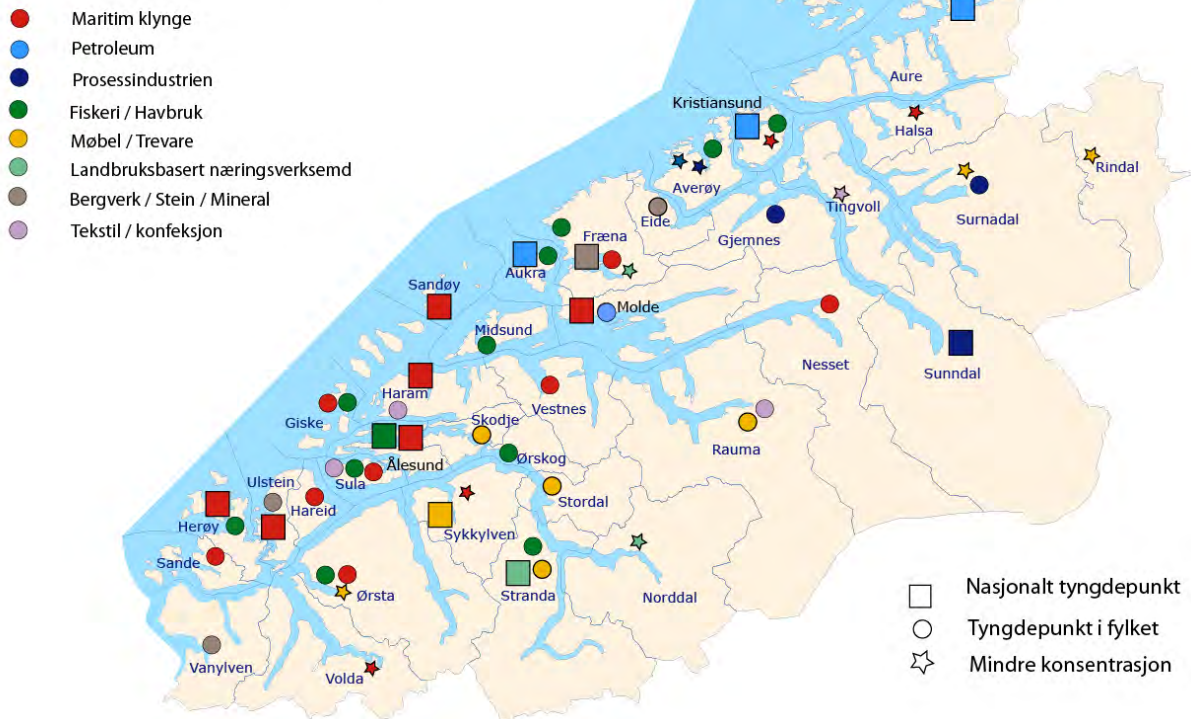 Maritim klynge
Petroleum
Prosessindustrien
Fiskeri / Havbruk
Møbel / Trevare
Landbruksbasert næringsverksemd
Bergverk / Stein / Mineral
Tekstil / konfeksjon
Aure
Kristiansund
Halsa
Rindal
Averøy
Tingvoll
Surnadal
Eide
Gjemnes
Fræna
Aukra
Sandøy
Molde
Midsund
Nesset
Sunndal
Haram
Vestnes
Giske
Skodje
Rauma
Ørskog
Ålesund
Ulstein
Sula
Stordal
Hareid
Herøy
Sykkylven
Sande
Ørsta
Stranda
Norddal
Vanylven
Volda
Nasjonalt tyngdepunkt
Tyngdepunkt i fylket
Mindre konsentrasjon